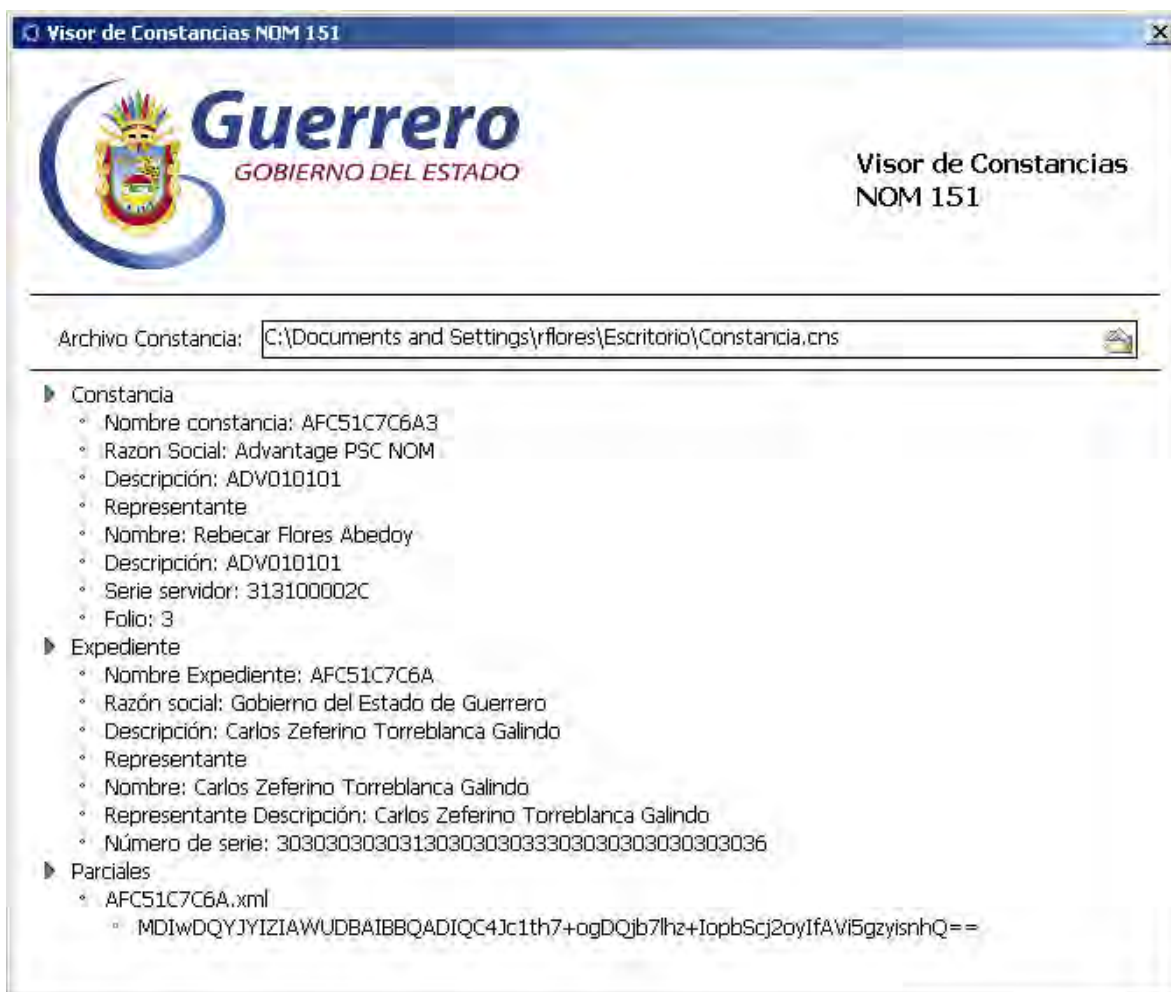 Visor de Constancias NOM 151
Guerrero
GOBIERNO DEL ESTADO
Visor de Constancias
NOM 151
Archivo Constancia: C:\Documents and Settings\rflores\Escritorio\Constancia.cns
Constancia
Nombre constancia: AFC51C7C6A3
Razon Social: Advantage PSC NOM
Descripción: ADV010101
Representante
Nombre: Rebecar Flores Abedoy
Descripción: ADV010101
Serie servidor: 313100002C
Folio: 3
Expediente
Nombre Expediente: AFC51C7C6A
Razón social: Gobierno del Estado de Guerrero
Descripción: Carlos Zeferino Torreblanca Galindo
Representante
Nombre: Carlos Zeferino Torreblanca Galindo
Representante Descripción: Carlos Zeferino Torreblanca Galindo
Número de serie: 3030303030313030303033303030303030303036
Parciales
AFC51C7C6A.xml
MDIwDQYJYIZIAWUDBAIBBQADIQC4Jc1th7+ogDQjb7lhz+IopbScj2oyIfAVi5gzyisnhQ==